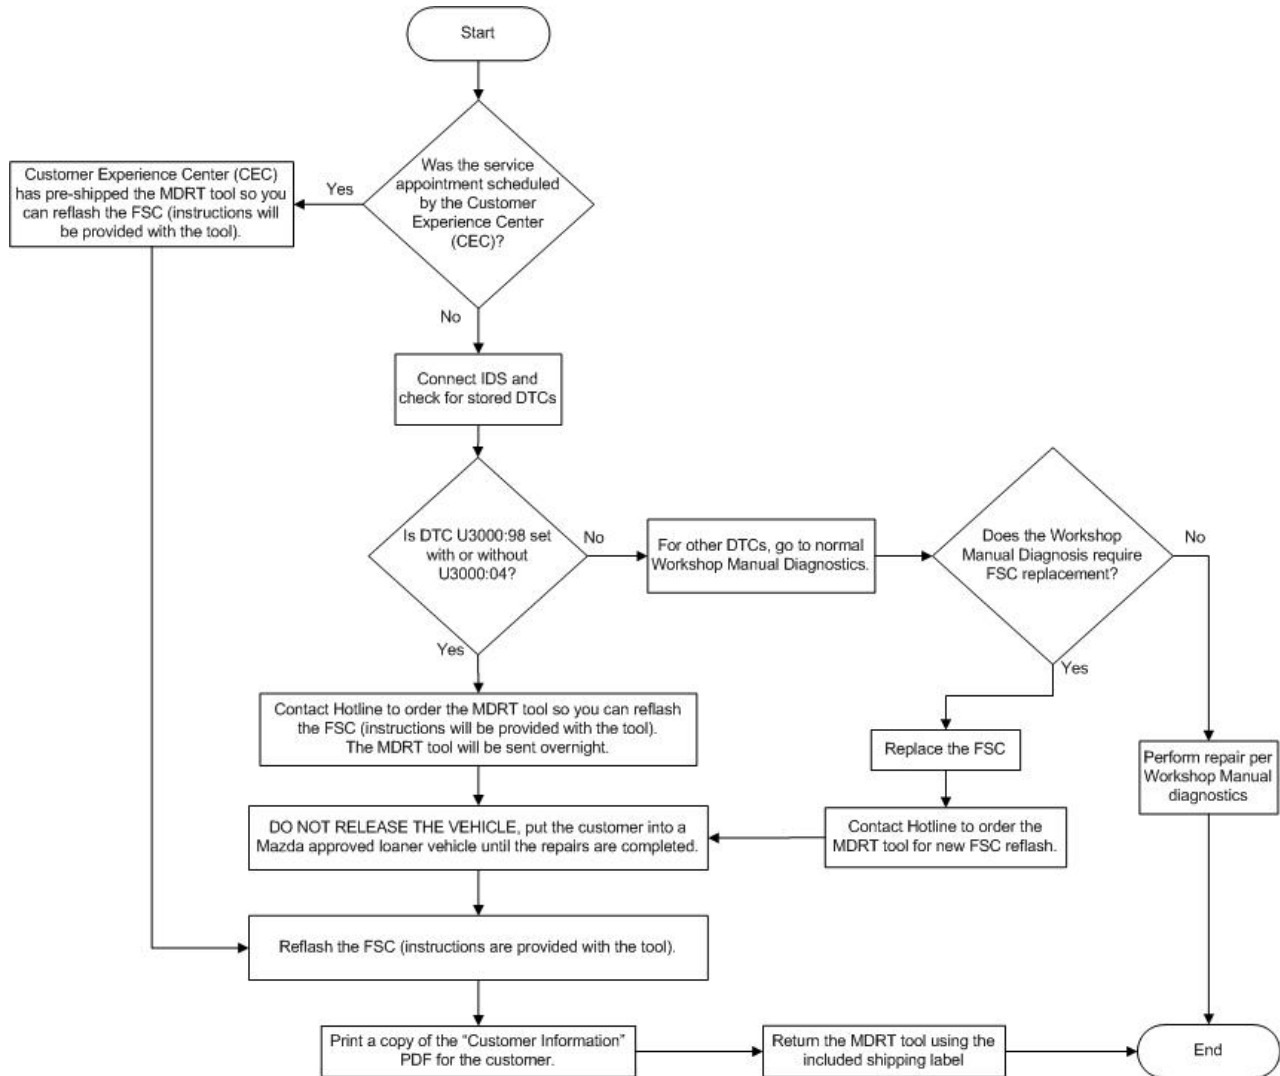 Start
Was the service
appointment scheduled
by the Customer
Experience Center
(CEC)?
Yes
Customer Experience Center (CEC)
has pre-shipped the MDRT tool so you
can reflash the FSC (instructions will
be provided with the tool).
No
Connect IDS and
check for stored DTCs
Is DTC U3000:98 set
with or without
U3000:04?
No
For other DTCs, go to normal
Workshop Manual Diagnostics.
Does the Workshop
Manual Diagnosis require
FSC replacement?
No
Yes
Yes
Contact Hotline to order the MDRT tool so you can reflash
the FSC (instructions will be provided with the tool).
The MDRT tool will be sent overnight.
Replace the FSC
Perform repair per
Workshop Manual
diagnostics
DO NOT RELEASE THE VEHICLE, put the customer into a
Mazda approved loaner vehicle until the repairs are completed.
Contact Hotline to order the
MDRT tool for new FSC reflash.
Reflash the FSC (instructions are provided with the tool).
Print a copy of the “Customer Information”
PDF for the customer.
Return the MDRT tool using the
included shipping label
End